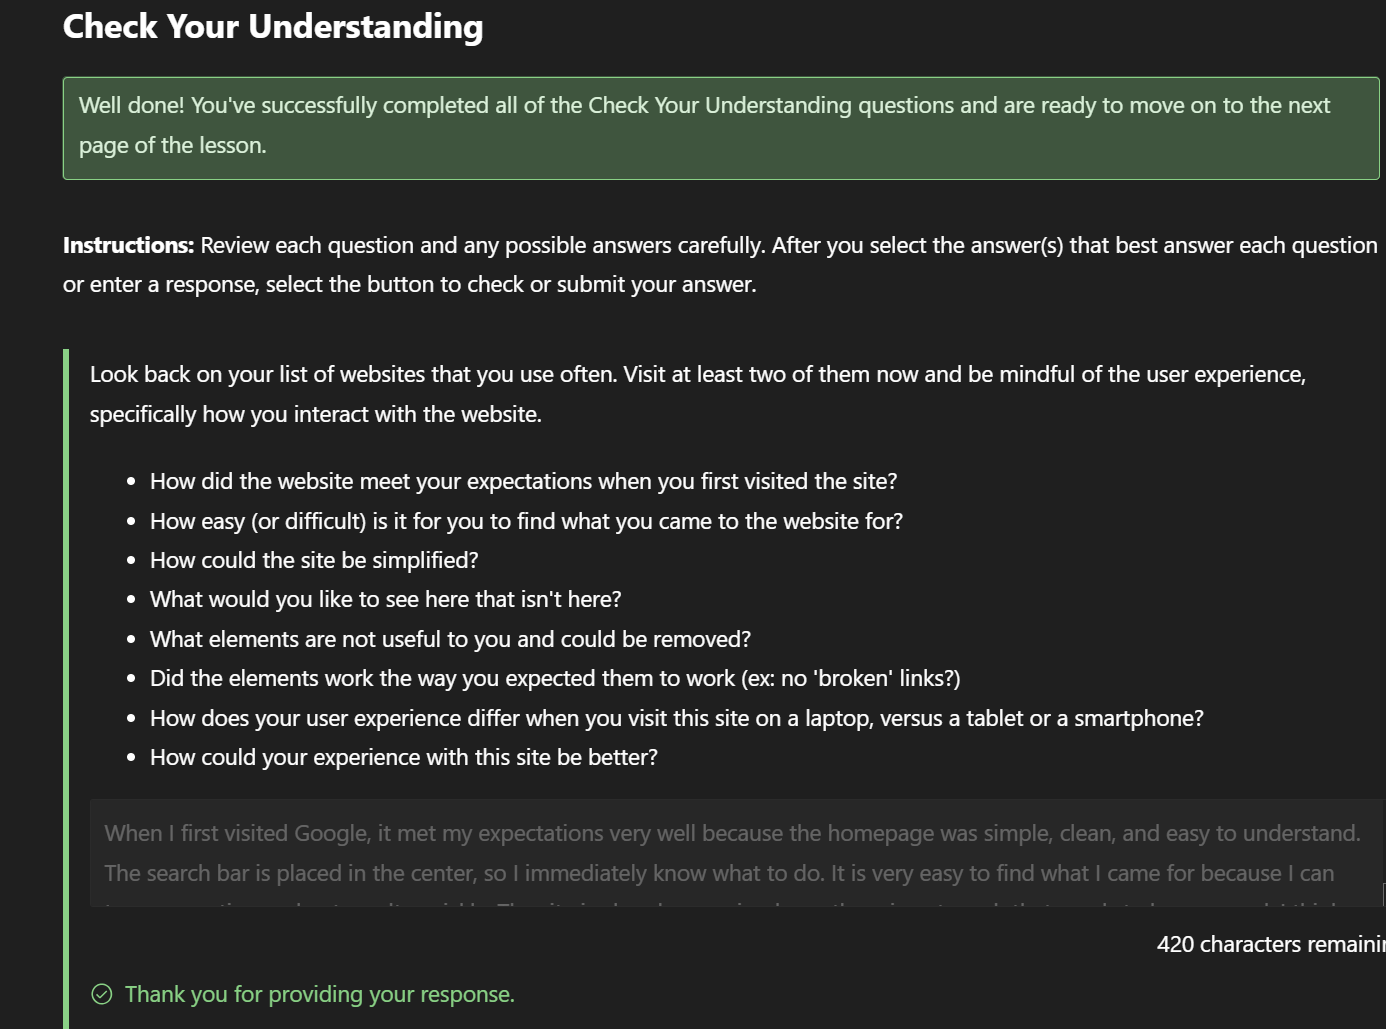 Check Your Understanding
Well done! You've successfully completed all of the Check Your Understanding questions and are ready to move on to the next
page of the lesson.
Instructions: Review each question and any possible answers carefully. After you select the answer(s) that best answer each question
or enter a response, select the button to check or submit your answer.
Look back on your list of websites that you use often. Visit at least two of them now and be mindful of the user experience,
specifically how you interact with the website.
• How did the website meet your expectations when you first visited the site?
• How easy (or difficult) is it for you to find what you came to the website for?
• How could the site be simplified?
• What would you like to see here that isn't here?
• What elements are not useful to you and could be removed?
• Did the elements work the way you expected them to work (ex: no 'broken' links?)
• How does your user experience differ when you visit this site on a laptop, versus a tablet or a smartphone?
• How could your experience with this site be better?
When I first visited Google, it met my expectations very well because the homepage was simple, clean, and easy to understand.
The search bar is placed in the center, so I immediately know what to do. It is very easy to find what I came for because I can
420 characters
Thank you for providing your response.